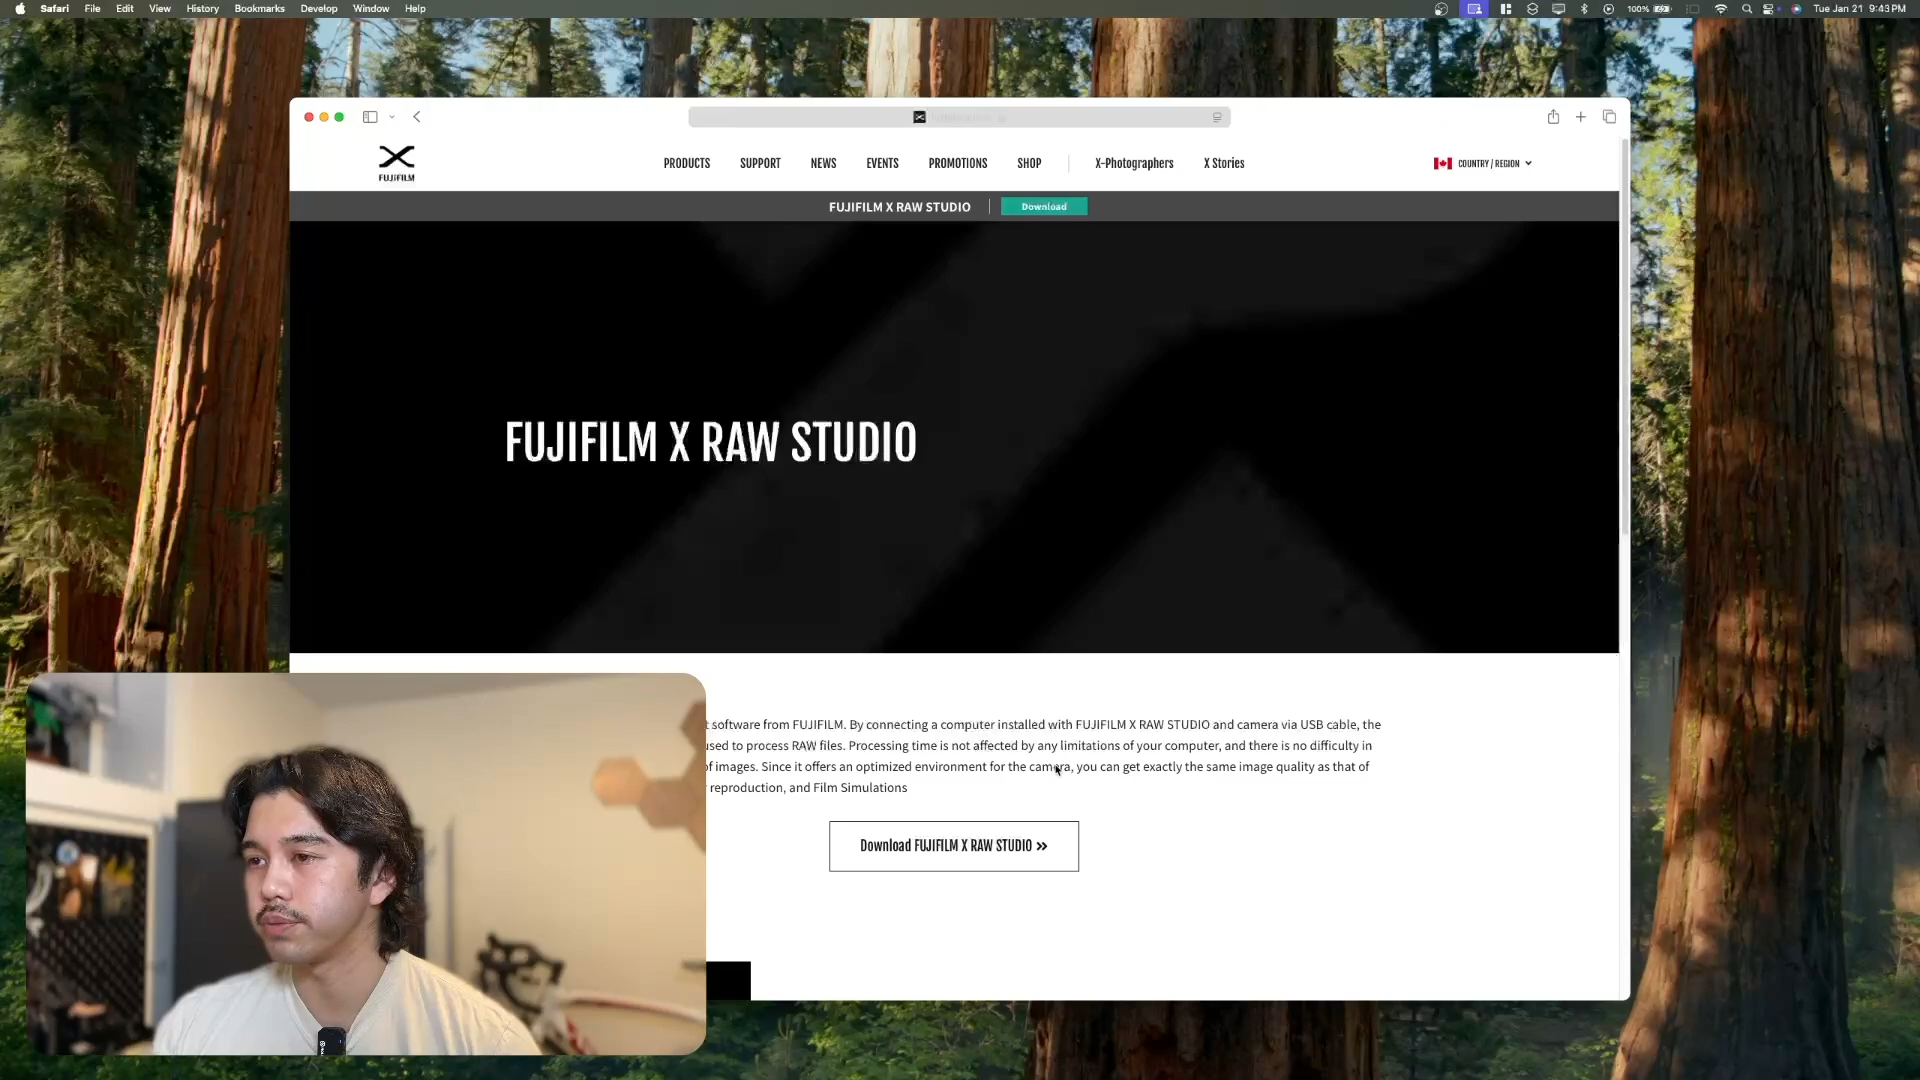 Safari File Edit View History Bookmarks Develop Window Help
100%
Tue Jan 21 9:43 PM
FUJIFILM
PRODUCTS SUPPORT NEWS EVENTS PROMOTIONS SHOP X-Photographers X Stories
COUNTRY / REGION
FUJIFILM X RAW STUDIO Download
FUJIFILM X RAW STUDIO
software from FUJIFILM. By connecting a computer installed with FUJIFILM X RAW STUDIO and camera via USB cable, the
used to process RAW files. Processing time is not affected by any limitations of your computer, and there is no difficulty in
of images. Since it offers an optimized environment for the camera, you can get exactly the same image quality as that of
reproduction, and Film Simulations
Download FUJIFILM X RAW STUDIO »